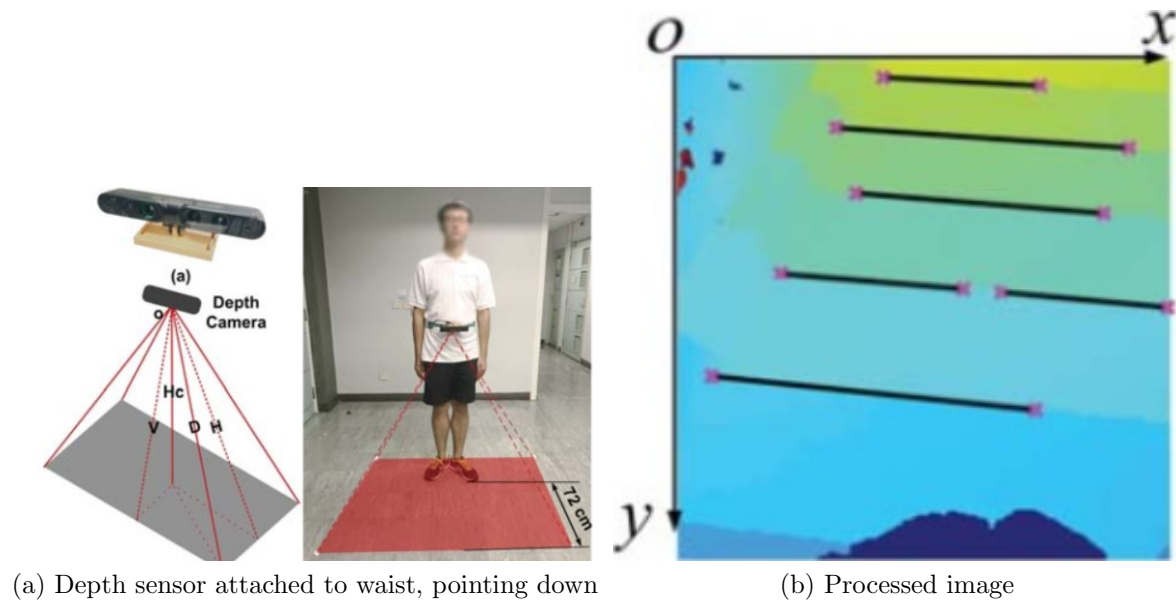 (a)
o
Depth
Camera
Hc
V
D
H
72 cm
o
x
y
(a) Depth sensor attached to waist, pointing down
(b) Processed image